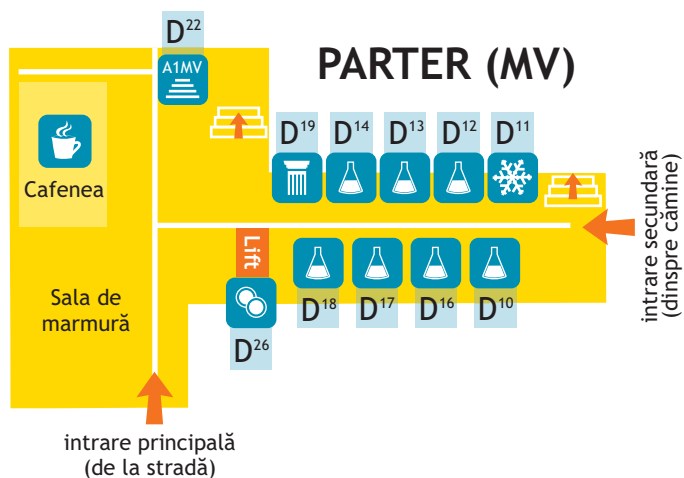 D22
A1MV
PARTER (MV)
D19 D14 D13 D12 D11
Cafenea
intrare secundară
(dinspre cămine)
Lift
Sala de
marmură
D18 D17 D16 D10
D26
intrare principală
(de la stradă)